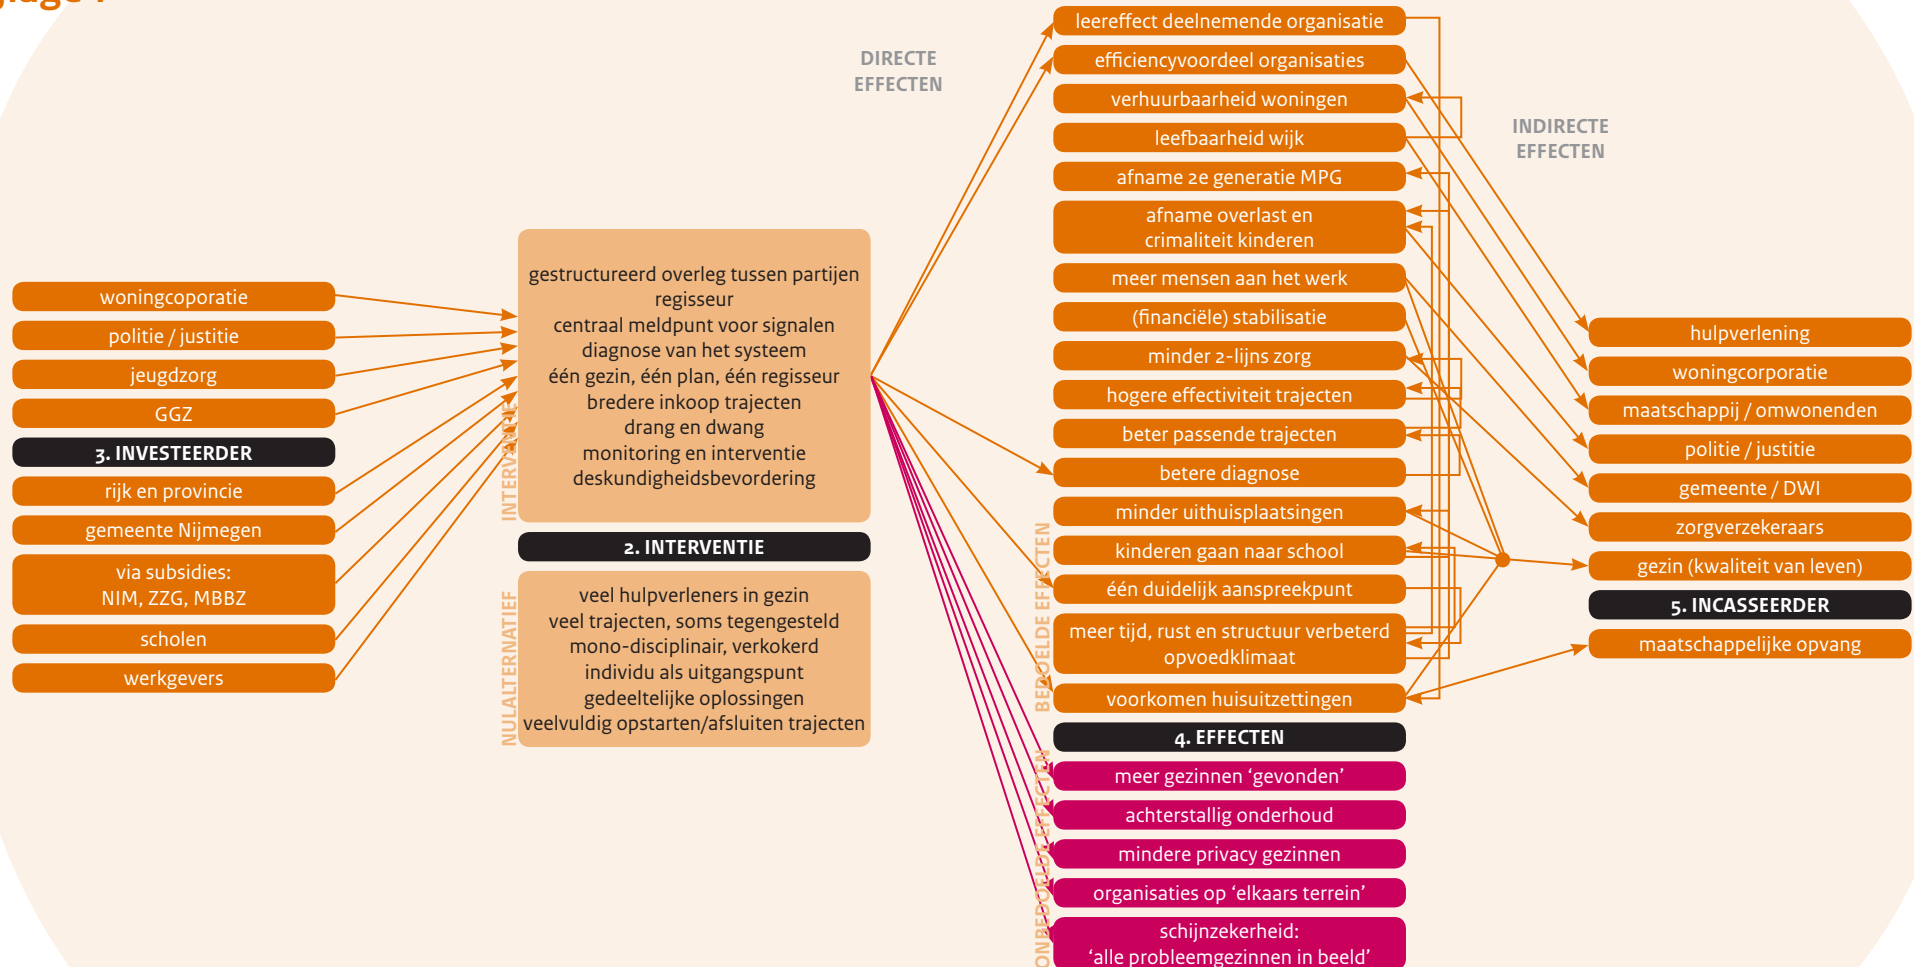 DIRECTE
EFFECTEN
INDIRECTE
EFFECTEN
woningcoporatie
politie / justitie
jeugdzorg
GGZ
3. INVESTEERDER
rijk en provincie
gemeente Nijmegen
via subsidies:
NIM, ZZG, MBBZ
scholen
werkgevers
INTERVENTIE
gestructureerd overleg tussen partijen
regisseur
centraal meldpunt voor signalen
diagnose van het systeem
één gezin, één plan, één regisseur
bredere inkoop trajecten
drang en dwang
monitoring en interventie
deskundigheidsbevordering
2. INTERVENTIE
NULALTERNATIEF
veel hulpverleners in gezin
veel trajecten, soms tegengesteld
mono-disciplinair, verkokerd
individu als uitgangspunt
gedeeltelijke oplossingen
veelvuldig opstarten/afsluiten trajecten
leereffect deelnemende organisatie
efficiencyvoordeel organisaties
verhuurbaarheid woningen
leefbaarheid wijk
afname 2e generatie MPG
afname overlast en
crimaliteit kinderen
meer mensen aan het werk
(financiële) stabilisatie
minder 2-lijns zorg
hogere effectiviteit trajecten
beter passende trajecten
betere diagnose
minder uithuisplaatsingen
kinderen gaan naar school
één duidelijk aanspreekpunt
meer tijd, rust en structuur verbeterd
opvoedklimaat
voorkomen huisuitzettingen
BEDOELDE EFFECTEN
4. EFFECTEN
ONBEDOELDE EFFECTEN
meer gezinnen ‘gevonden’
achterstallig onderhoud
mindere privacy gezinnen
organisaties op ‘elkaars terrein’
schijnzekerheid:
‘alle probleemgezinnen in beeld’
hulpverlening
woningcorporatie
maatschappij / omwonenden
politie / justitie
gemeente / DWI
zorgverzekeraars
gezin (kwaliteit van leven)
5. INCASSEERDER
maatschappelijke opvang